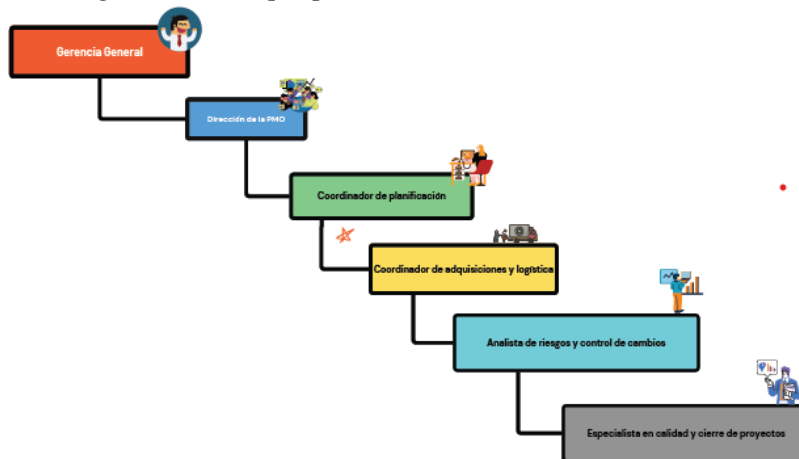 Gerencia General
Dirección de la PMO
Coordinador de planificación
Coordinador de adquisiciones y logística
Analista de riesgos y control de cambios
Especialista en calidad y cierre de proyectos